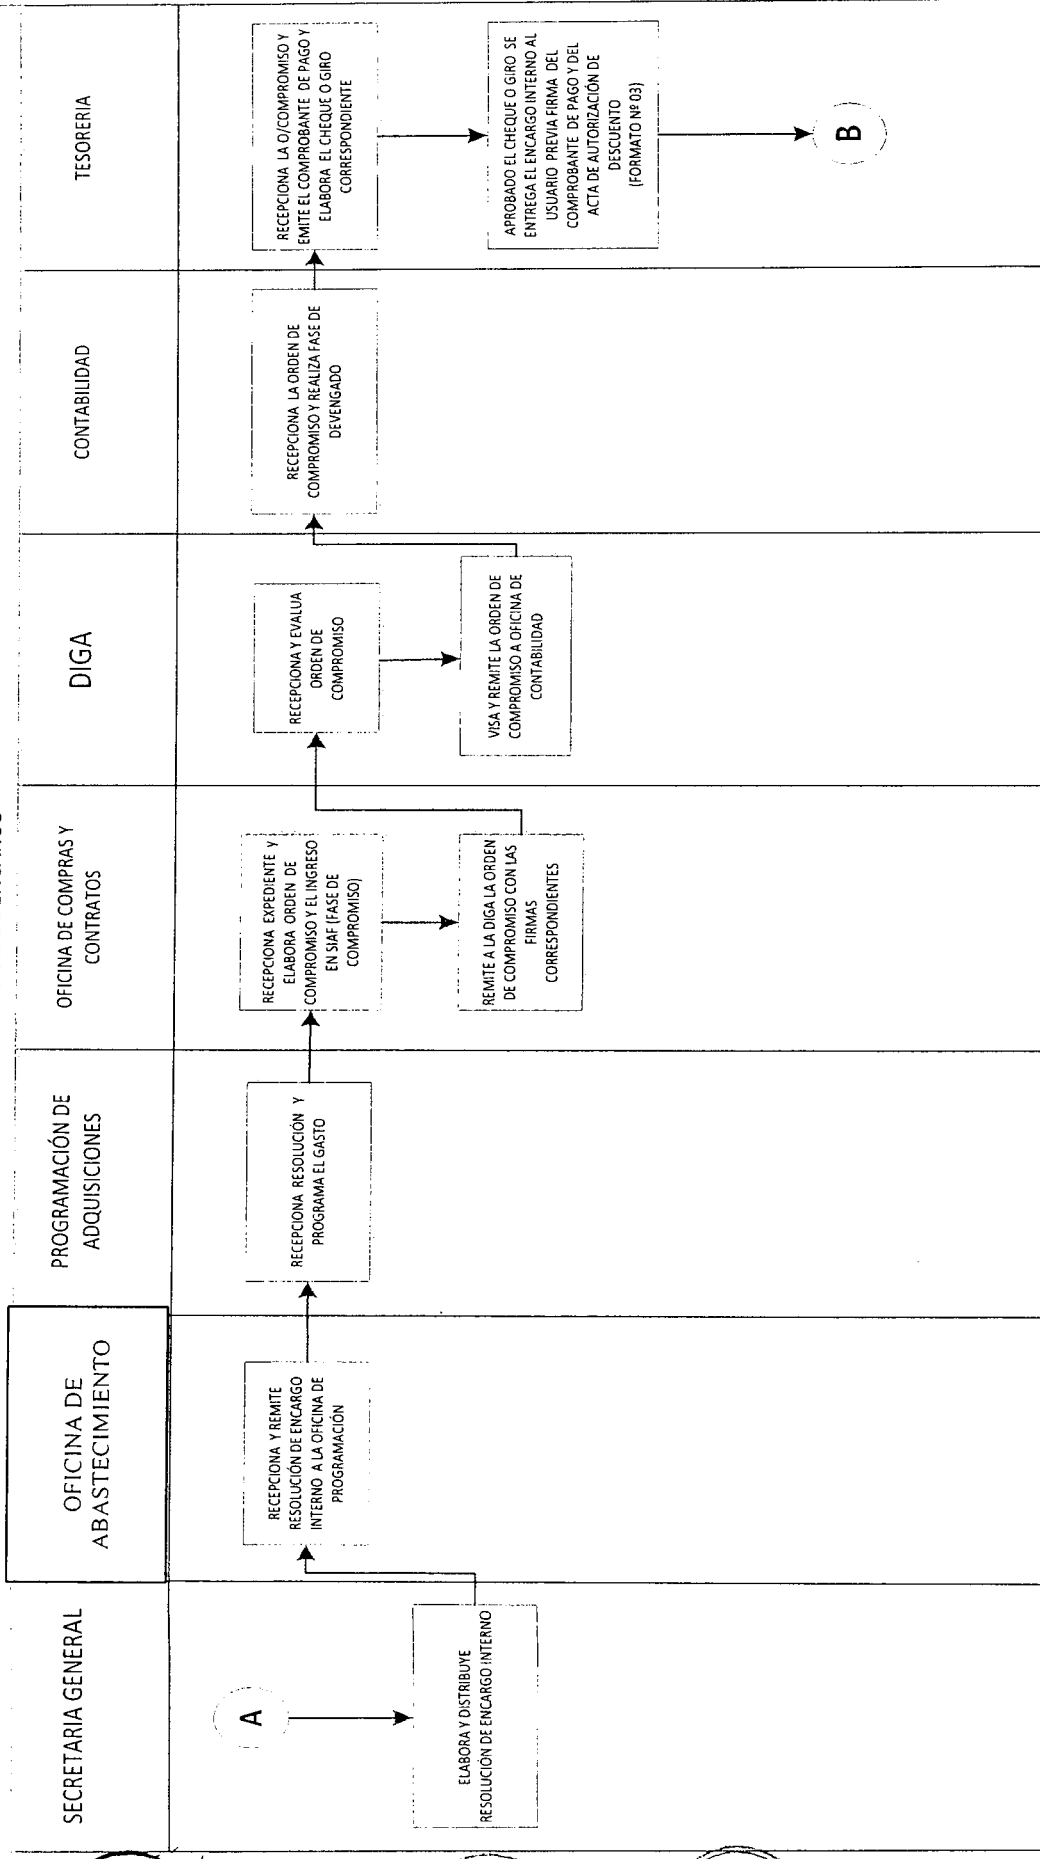 SECRETARIA GENERAL
OFICINA DE
ABASTECIMIENTO
PROGRAMACIÓN DE
ADQUISICIONES
OFICINA DE COMPRAS Y
CONTRATOS
DIGA
CONTABILIDAD
TESORERIA
A
ELABORA Y DISTRIBUYE
RESOLUCIÓN DE ENCARGO INTERNO
RECEPCIONA Y REMITE
RESOLUCIÓN DE ENCARGO
INTERNO A LA OFICINA DE
PROGRAMACIÓN
RECEPCIONA RESOLUCIÓN Y
PROGRAMA EL GASTO
RECEPCIONA EXPEDIENTE y
ELABORA ORDEN DE
COMPROMISO Y EL INGRESO
EN SIAF (FASE DE
COMPROMISO)
REMITE A LA DIGA LA ORDEN
DE COMPROMISO CON LAS
FIRMAS
CORRESPONDIENTES
RECEPCIONA Y EVALUA
ORDEN DE
COMPROMISO
VISA Y REMITE LA ORDEN DE
COMPROMISO A OFICINA DE
CONTABILIDAD
RECEPCIONA LA ORDEN DE
COMPROMISO Y REALIZA FASE DE
DEVENGADO
RECEPCIONA LA O/COMPROMISO Y
EMITE EL COMPROBANTE DE PAGO Y
ELABORA EL CHEQUE O GIRO
CORRESPONDIENTE
APROBADO EL CHEQUE O GIRO SE
ENTREGA EL ENCARGO INTERNO AL
USUARIO PREVIA FIRMA DEL
COMPROBANTE DE PAGO Y DEL
ACTA DE AUTORIZACIÓN DE
DESCUENTO
(FORMATO Nº 03)
B